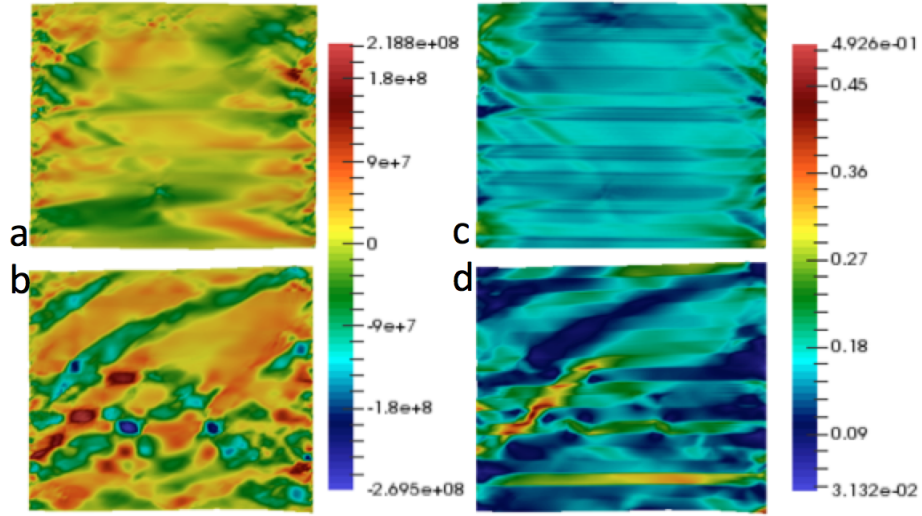 a
2.188e+08
1.8e+8
9e+7
0
-9e+7
-1.8e+8
-2.695e+08
b
c
4.926e-01
0.45
0.36
0.27
0.18
0.09
3.132e-02
d